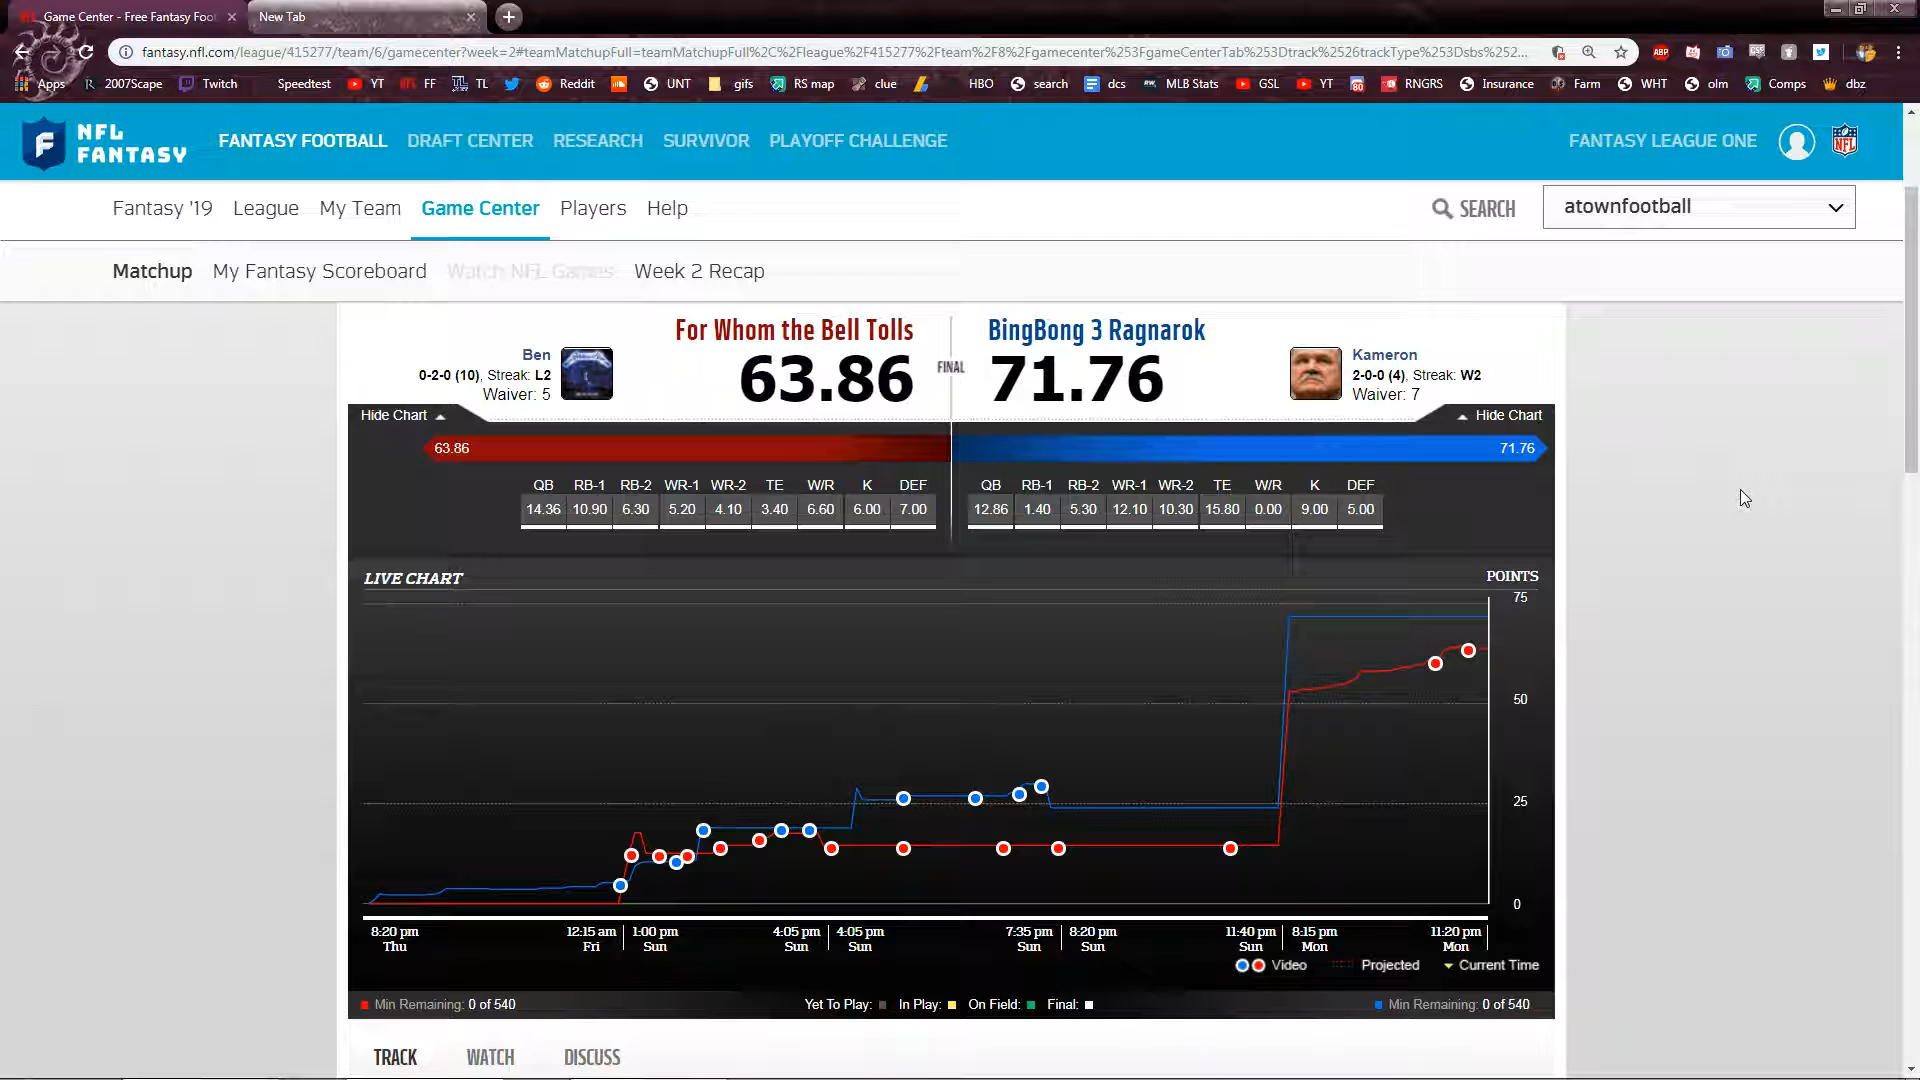 Game Center - Free Fantasy Foot
New Tab
fantasy.nfl.com/league/415277/team/6/gamecenter?week=2#teamMatchupFull=teamMatchupFull%2C%2Fleague%2F415277%2Fteam%2F8%2Fgamecenter%253FgameCenterTab%253Dtrack%2526trackType%253Dsbs%252...
Apps 2007Scape Twitch Speedtest YT FF TL Reddit UNT gifs RS map clue HBO search dcs MLB Stats GSL YT RNGRS Insurance Farm WHT olm Comps dbz
NFL FANTASY
FANTASY FOOTBALL DRAFT CENTER RESEARCH SURVIVOR PLAYOFF CHALLENGE FANTASY LEAGUE ONE
Fantasy '19 League My Team Game Center Players Help SEARCH atownfootball
Matchup My Fantasy Scoreboard Watch NFL Games Week 2 Recap
For Whom the Bell Tolls BingBong 3 Ragnarok
Ben 63.86 FINAL 71.76 Kameron
0-2-0 (10), Streak: L2 2-0-0 (4), Streak: W2
Waiver: 5 Waiver: 7
Hide Chart Hide Chart
63.86 71.76
QB RB-1 RB-2 WR-1 WR-2 TE W/R K DEF QB RB-1 RB-2 WR-1 WR-2 TE W/R K DEF
14.36 10.90 6.30 5.20 4.10 3.40 6.60 6.00 7.00 12.86 1.40 5.30 12.10 10.30 15.80 0.00 9.00 5.00
LIVE CHART POINTS
75
50
25
0
8:20 pm 12:15 am 1:00 pm 4:05 pm 4:05 pm 7:35 pm 8:20 pm 11:40 pm 8:15 pm 11:20 pm
Thu Fri Sun Sun Sun Sun Sun Sun Mon Mon
Video Projected Current Time
Min Remaining: 0 of 540 Yet To Play: In Play: On Field: Final: Min Remaining: 0 of 540
TRACK WATCH DISCUSS